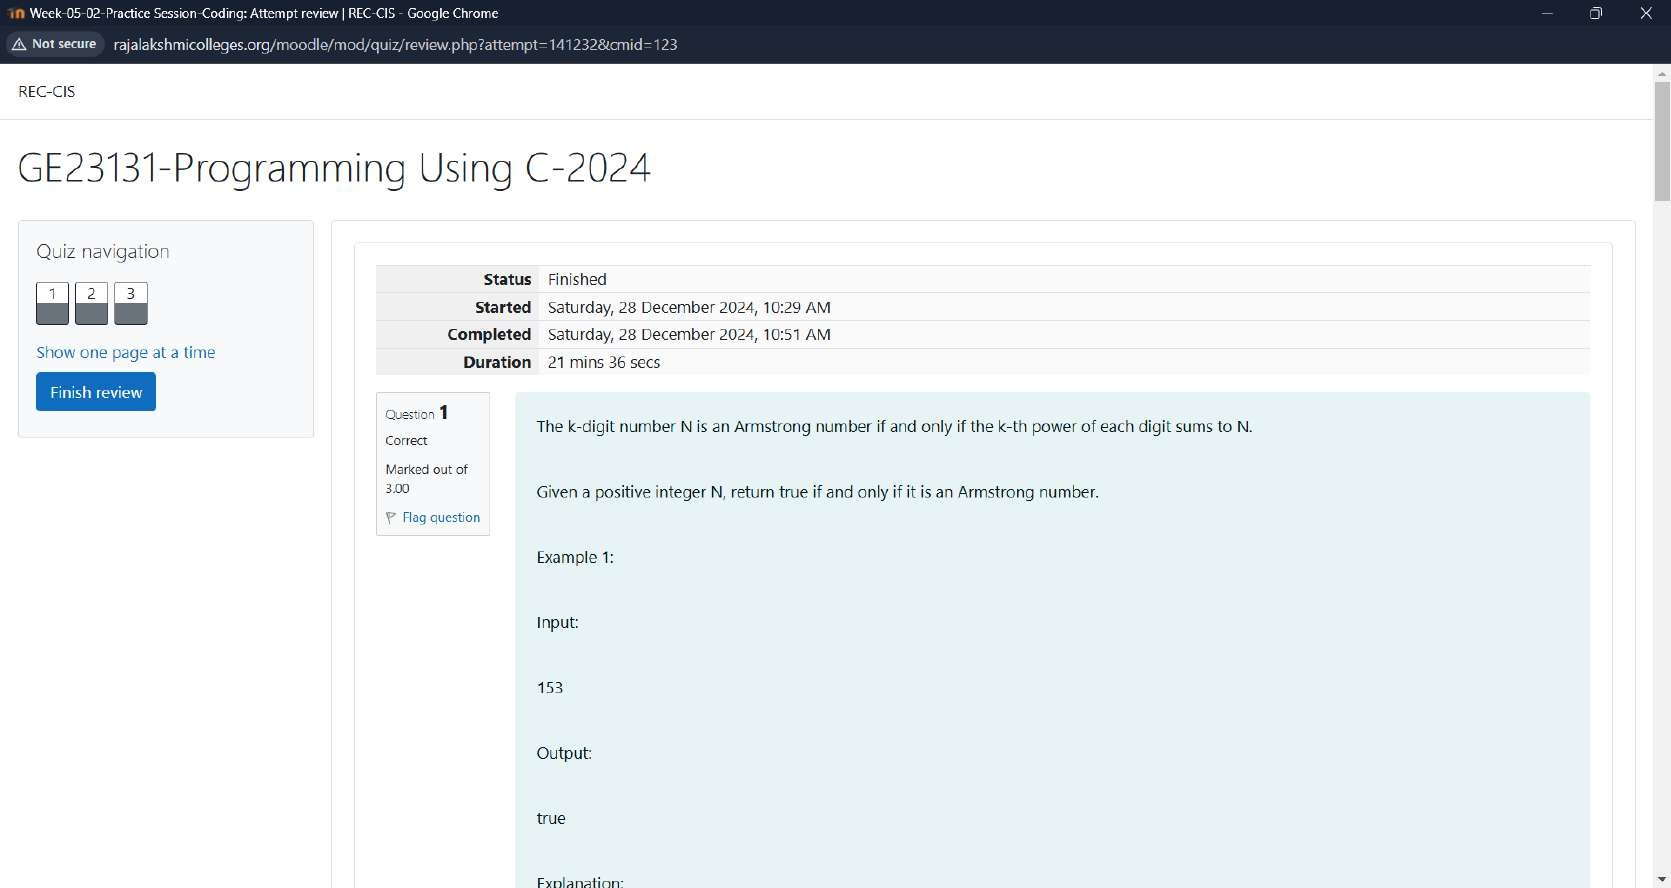 Week-05-02-Practice Session-Coding: Attempt review | REC-CIS - Google Chrome
Not secure
rajalakshmicolleges.org/moodle/mod/quiz/review.php?attempt=141232&cmid=123
REC-CIS
GE23131-Programming Using C-2024
Quiz navigation
1 2 3
Show one page at a time
Finish review
Status Finished
Started Saturday, 28 December 2024, 10:29 AM
Completed Saturday, 28 December 2024, 10:51 AM
Duration 21 mins 36 secs
Question 1
Correct
Marked out of
3.00
Flag question
The k-digit number N is an Armstrong number if and only if the k-th power of each digit sums to N.
Given a positive integer N, return true if and only if it is an Armstrong number.
Example 1:
Input:
153
Output:
true
Explanation: